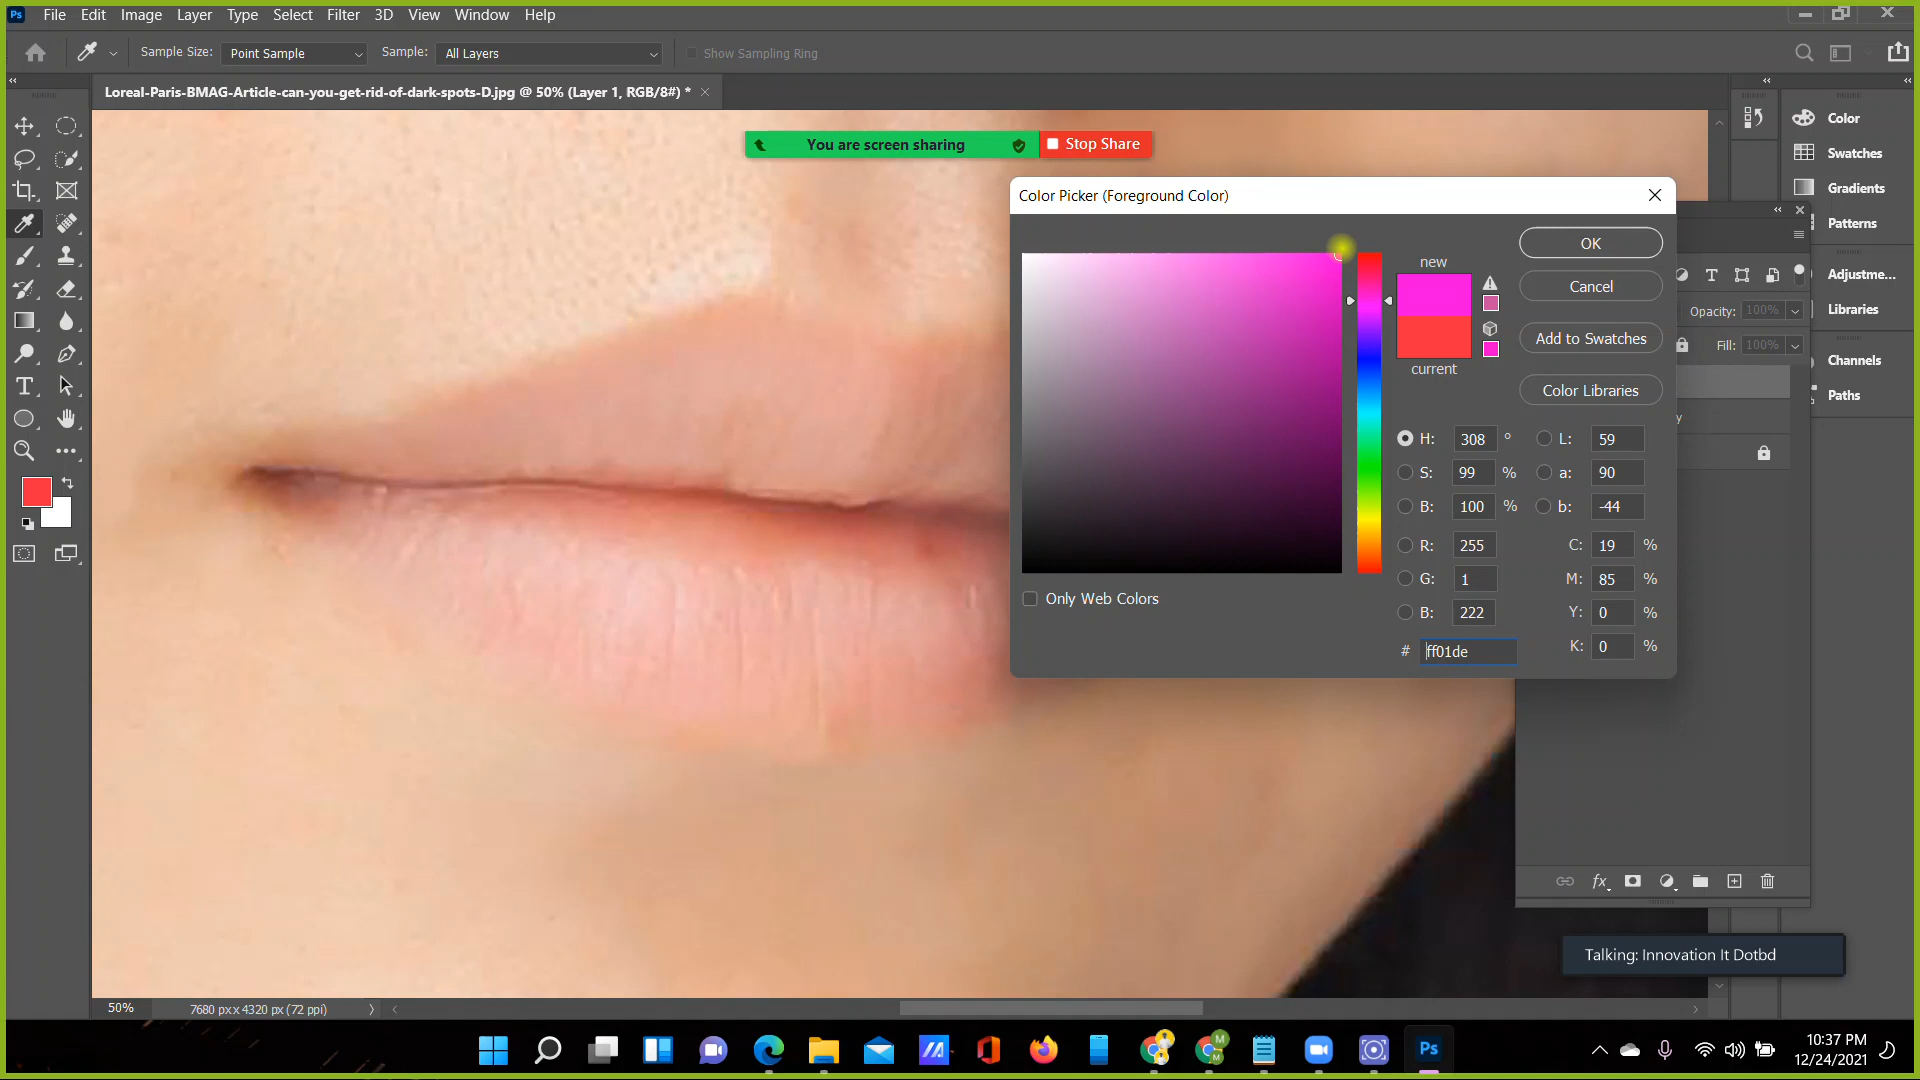 Ps File Edit Image Layer Type Select Filter 3D View Window Help
Sample Size: Point Sample Sample: All Layers Show Sampling Ring
Loreal-Paris-BMAG-Article-can-you-get-rid-of-dark-spots-D.jpg @ 50% (Layer 1, RGB/8#) *
You are screen sharing Stop Share
Color Picker (Foreground Color)
new
current
OK
Cancel
Add to Swatches
Color Libraries
H: 308 ° L: 59
S: 99 % a: 90
B: 100 % b: -44
R: 255 C: 19 %
G: 1 M: 85 %
B: 222 Y: 0 %
# ff01de K: 0 %
Only Web Colors
Color
Swatches
Gradients
Patterns
Adjustme...
Libraries
Channels
Paths
Opacity: 100%
Fill: 100%
y
fx
Talking: Innovation It Dotbd
50% 7680 px x 4320 px (72 ppi)
Ps
10:37 PM
12/24/2021